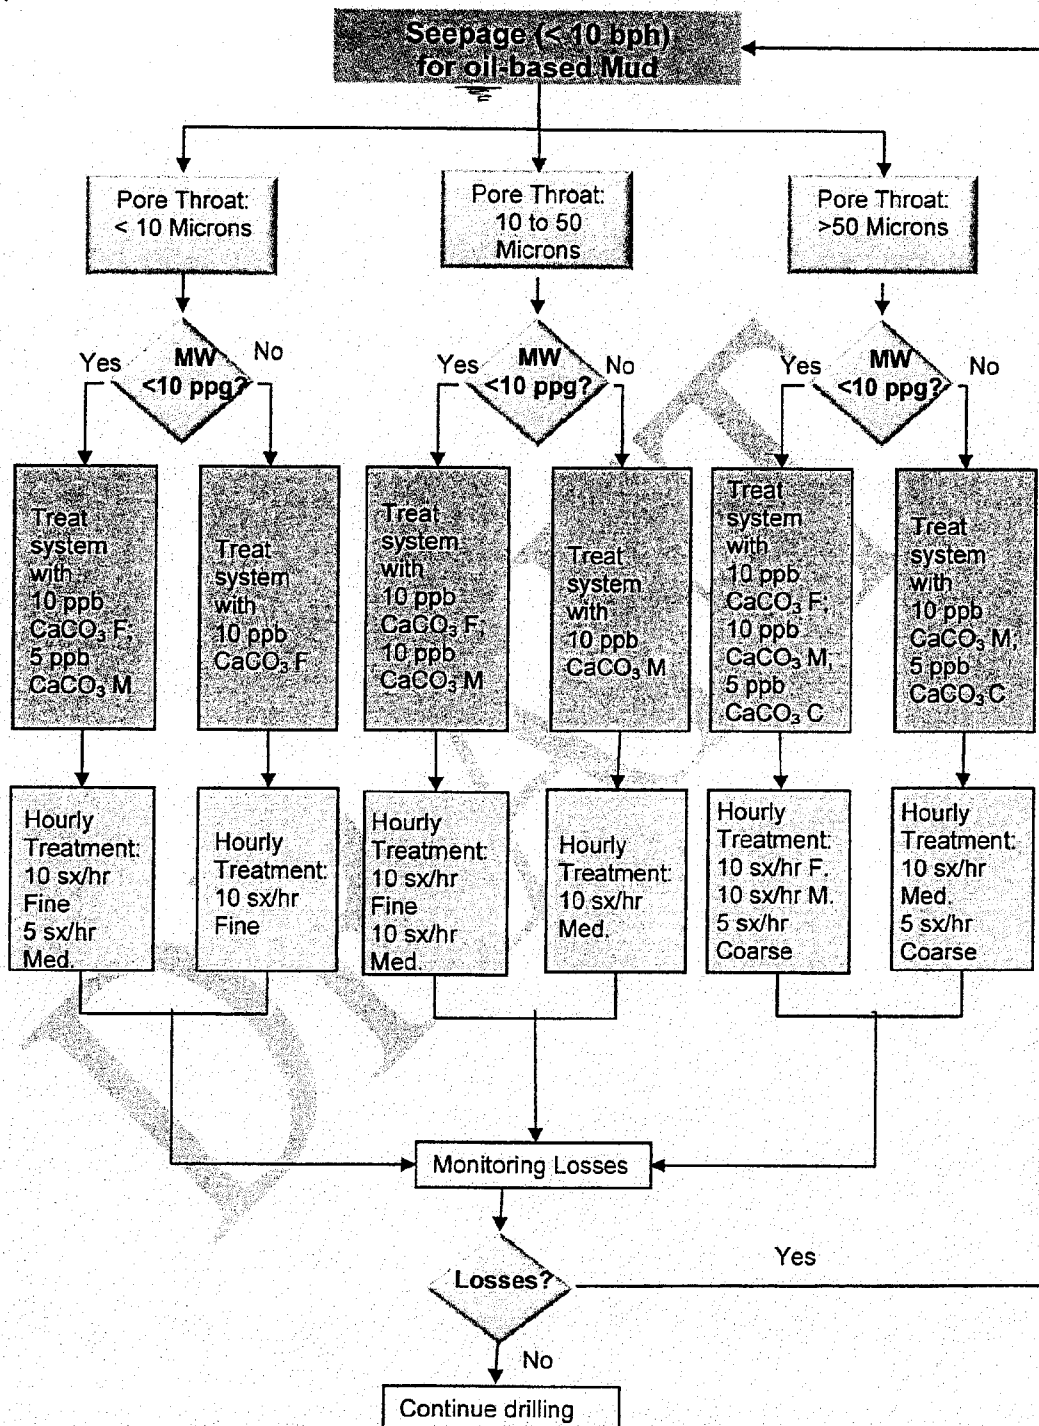 Seepage (< 10 bph)
for oil-based Mud
Pore Throat:
< 10 Microns
Pore Throat:
10 to 50
Microns
Pore Throat:
>50 Microns
Yes
MW
<10 ppg?
No
Yes
MW
<10 ppg?
No
Yes
MW
<10 ppg?
No
Treat
system
with
10 ppb
CaCO₃ F;
5 ppb
CaCO₃ M
Treat
system
with
10 ppb
CaCO₃ F
Treat
system
with
10 ppb
CaCO₃ F;
10 ppb
CaCO₃ M
Treat
system
with
10 ppb
CaCO₃ M
Treat
system
with
10 ppb
CaCO₃ F;
10 ppb
CaCO₃ M;
5 ppb
CaCO₃ C
Treat
system
with
10 ppb
CaCO₃ M;
5 ppb
CaCO₃ C
Hourly
Treatment:
10 sx/hr
Fine
5 sx/hr
Med.
Hourly
Treatment:
10 sx/hr
Fine
Hourly
Treatment:
10 sx/hr
Fine
10 sx/hr
Med.
Hourly
Treatment:
10 sx/hr
Med.
Hourly
Treatment:
10 sx/hr F.
10 sx/hr M.
5 sx/hr
Coarse
Hourly
Treatment:
10 sx/hr
Med.
5 sx/hr
Coarse
Monitoring Losses
Losses?
Yes
No
Continue drilling